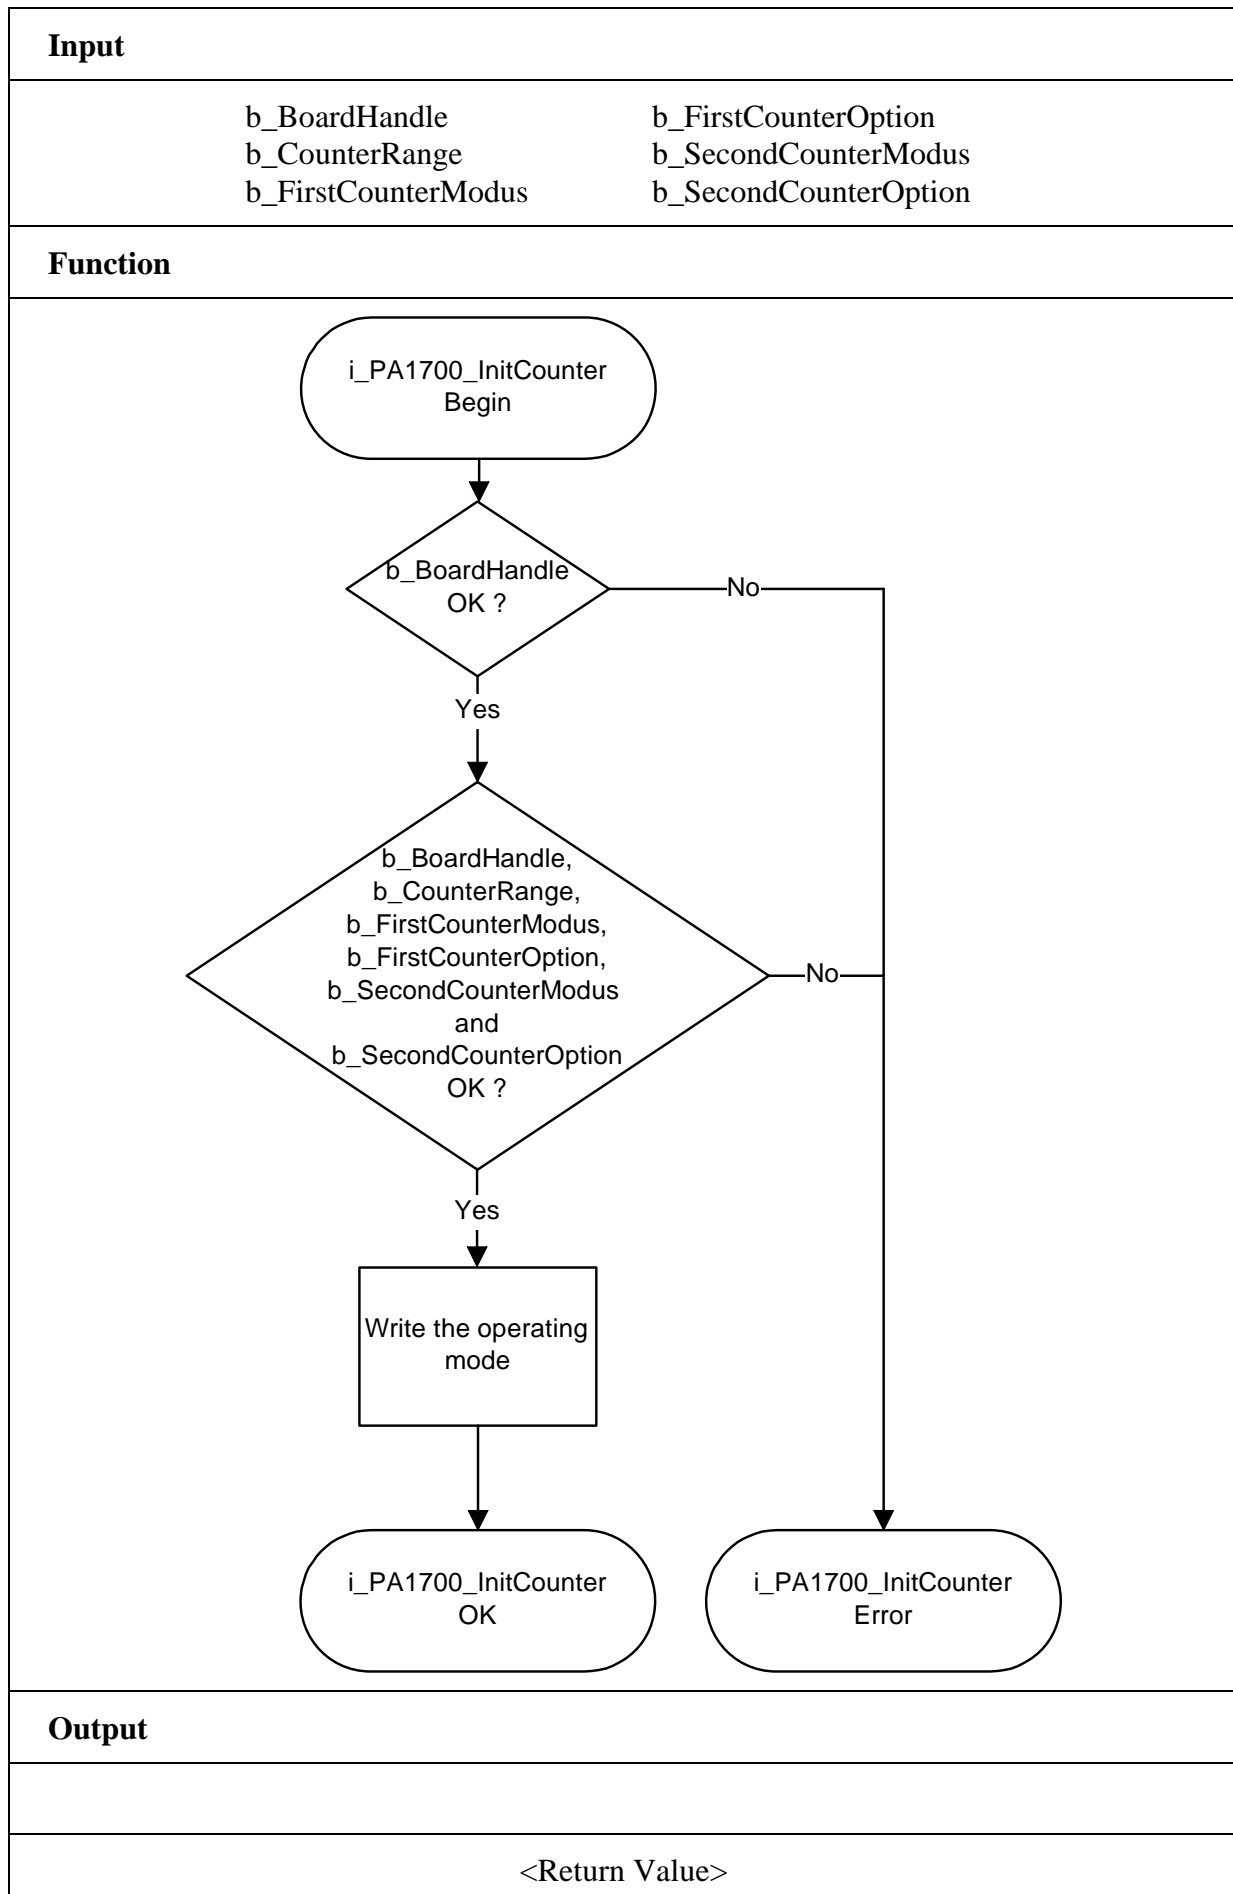 Input
b_BoardHandle b_FirstCounterOption
b_CounterRange b_SecondCounterModus
b_FirstCounterModus b_SecondCounterOption
Function
i_PA1700_InitCounter
Begin
b_BoardHandle
OK ?
No
Yes
b_BoardHandle,
b_CounterRange,
b_FirstCounterModus,
b_FirstCounterOption,
b_SecondCounterModus
and
b_SecondCounterOption
OK ?
No
Yes
Write the operating
mode
i_PA1700_InitCounter
OK
i_PA1700_InitCounter
Error
Output
<Return Value>